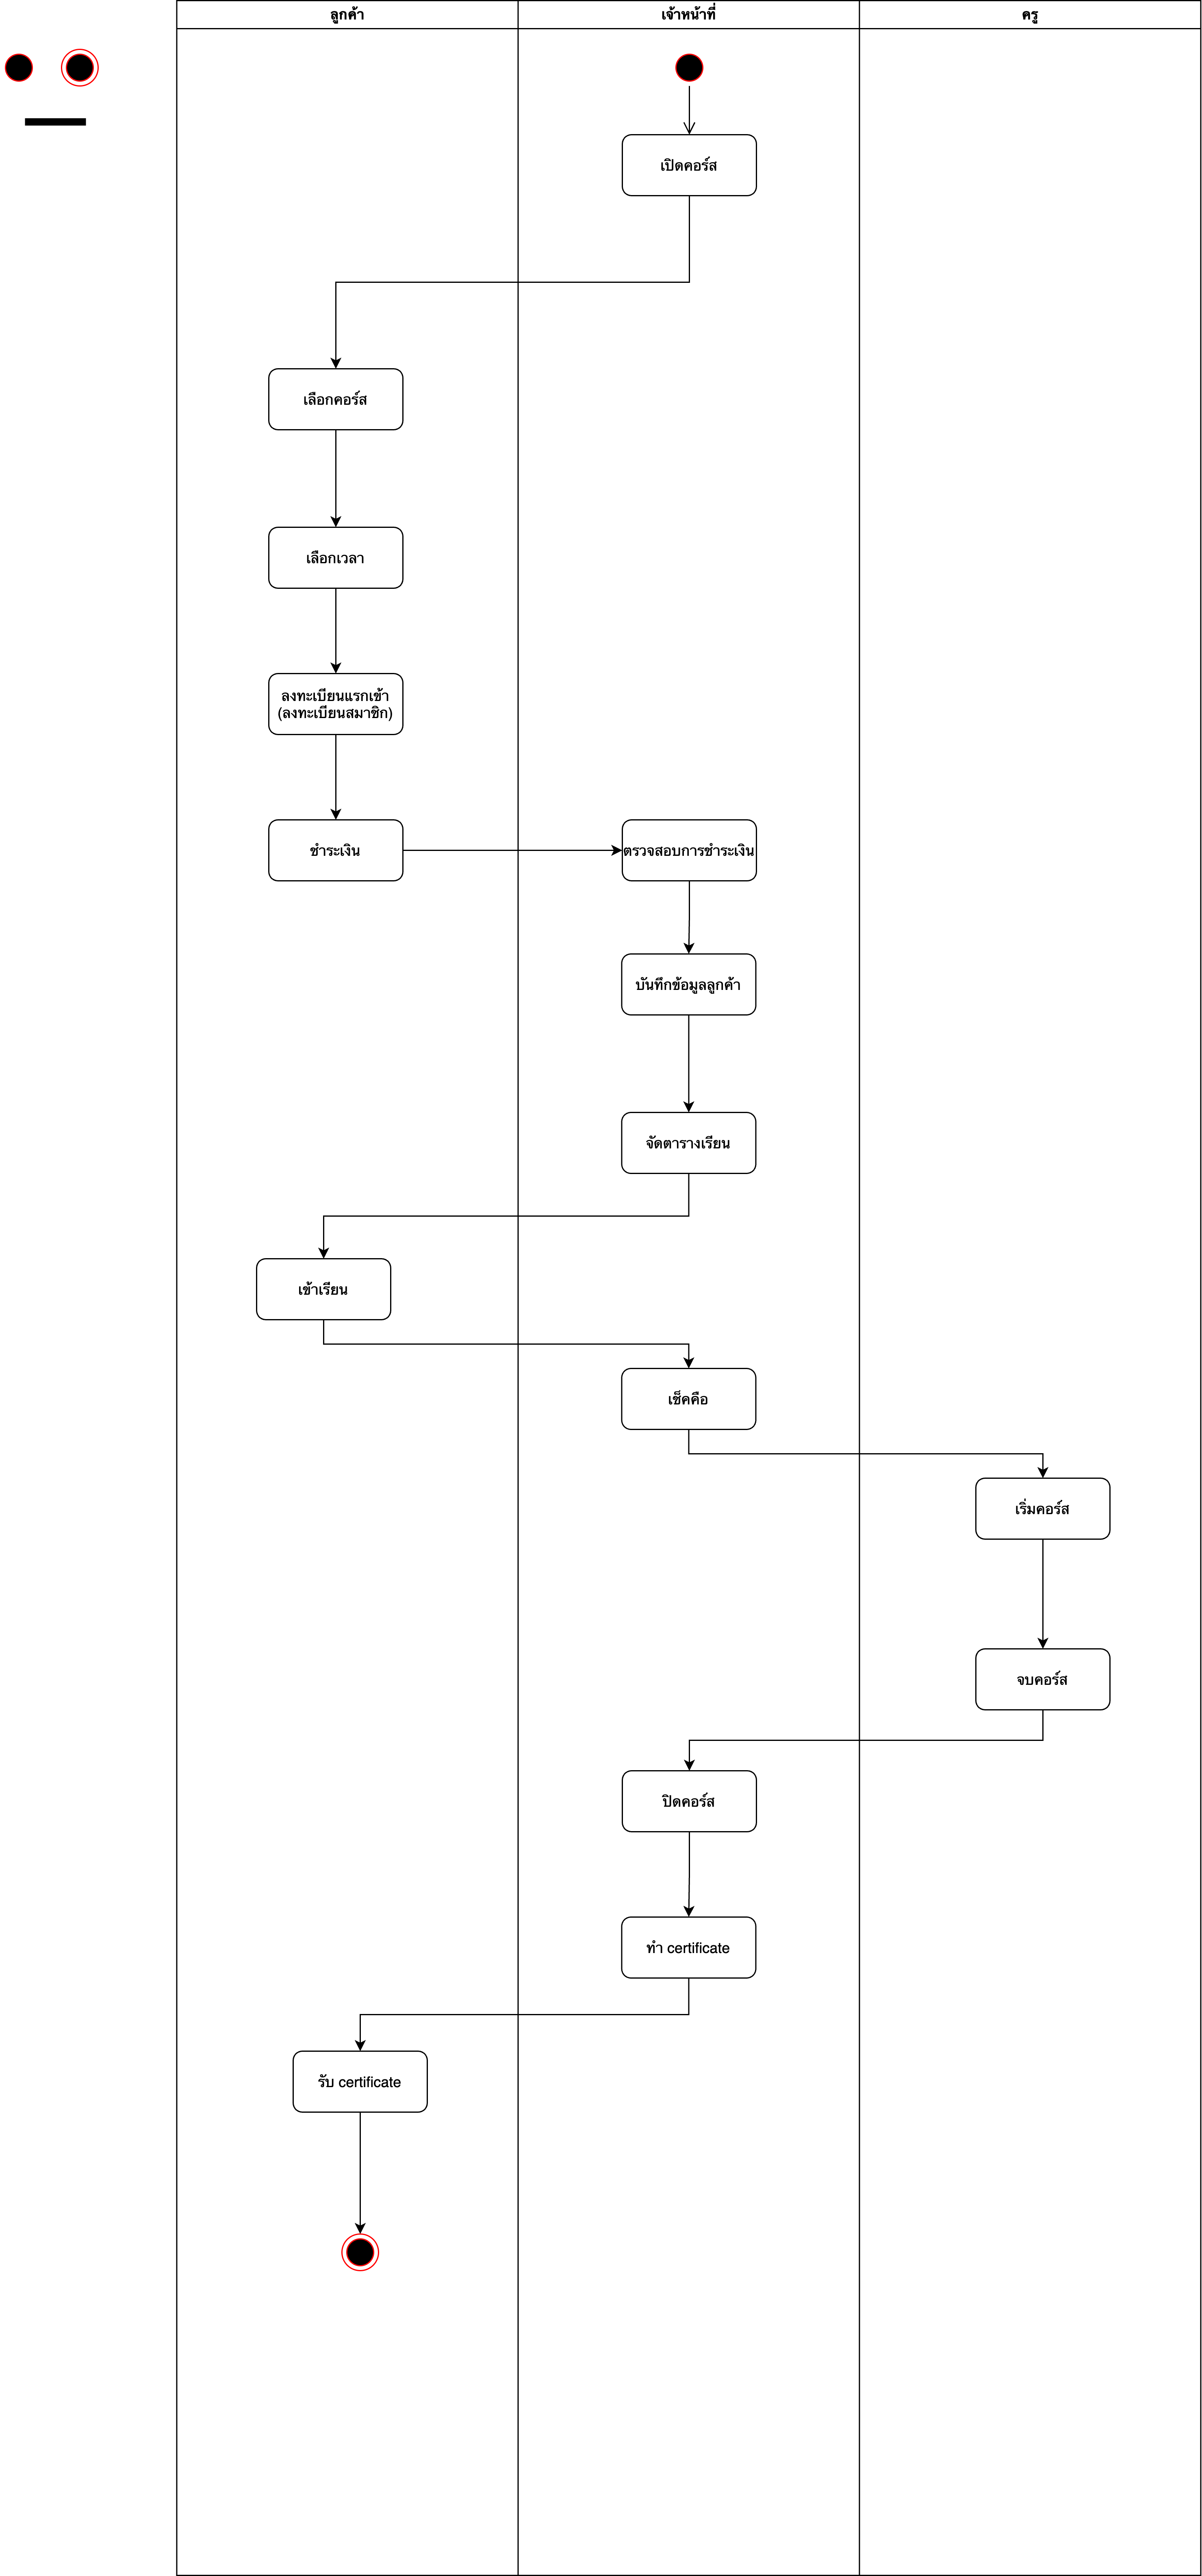 ลูกค้า
เจ้าหน้าที่
ครู
เปิดคอร์ส
เลือกคอร์ส
เลือกเวลา
ลงทะเบียนแรกเข้า
(ลงทะเบียนสมาชิก)
ชำระเงิน
ตรวจสอบการชำระเงิน
บันทึกข้อมูลลูกค้า
จัดตารางเรียน
เข้าเรียน
เช็คคือ
เริ่มคอร์ส
จบคอร์ส
ปิดคอร์ส
ทำ certificate
รับ certificate